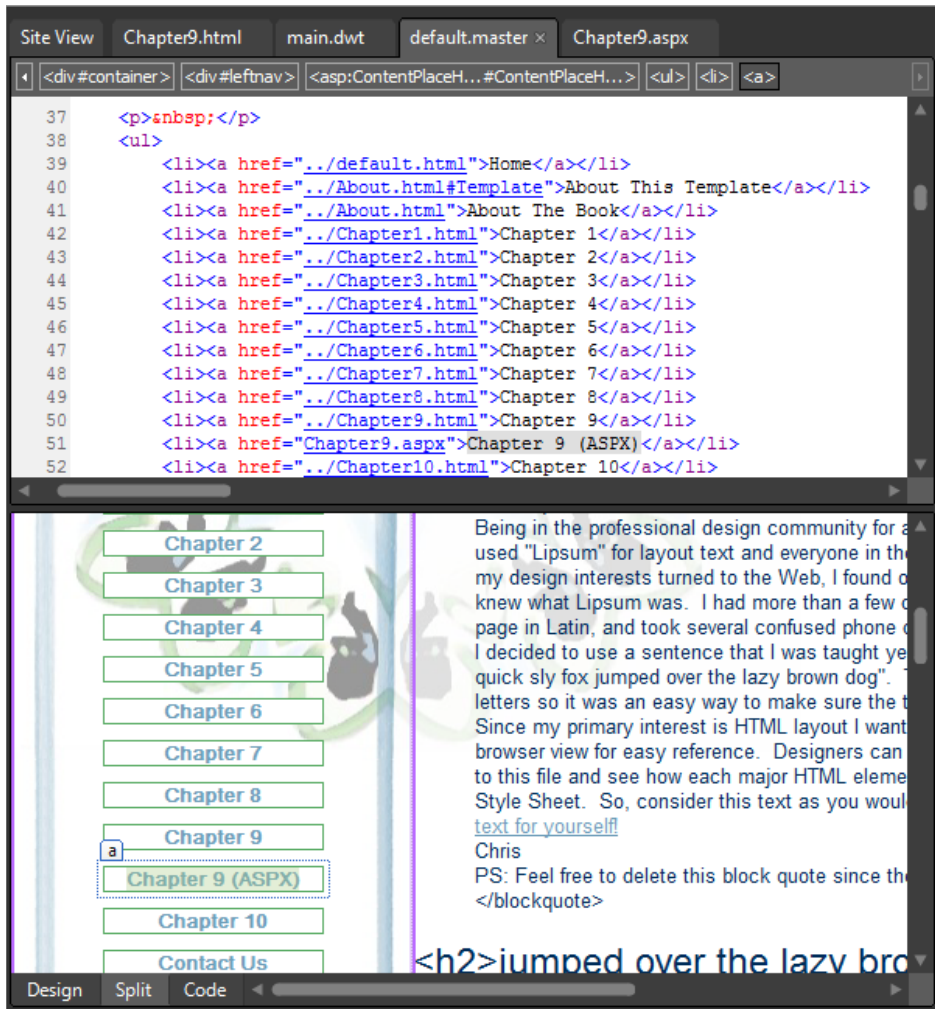 Site View Chapter9.html main.dwt default.master × Chapter9.aspx
<div#container> <div#leftnav> <asp:ContentPlaceH...#ContentPlaceH...> <ul> <li> <a>
37 <p>&nbsp;</p>
38 <ul>
39 <li><a href="../default.html">Home</a></li>
40 <li><a href="../About.html#Template">About This Template</a></li>
41 <li><a href="../About.html">About The Book</a></li>
42 <li><a href="../Chapter1.html">Chapter 1</a></li>
43 <li><a href="../Chapter2.html">Chapter 2</a></li>
44 <li><a href="../Chapter3.html">Chapter 3</a></li>
45 <li><a href="../Chapter4.html">Chapter 4</a></li>
46 <li><a href="../Chapter5.html">Chapter 5</a></li>
47 <li><a href="../Chapter6.html">Chapter 6</a></li>
48 <li><a href="../Chapter7.html">Chapter 7</a></li>
49 <li><a href="../Chapter8.html">Chapter 8</a></li>
50 <li><a href="../Chapter9.html">Chapter 9</a></li>
51 <li><a href="Chapter9.aspx">Chapter 9 (ASPX)</a></li>
52 <li><a href="../Chapter10.html">Chapter 10</a></li>
Chapter 2
Chapter 3
Chapter 4
Chapter 5
Chapter 6
Chapter 7
Chapter 8
Chapter 9
a
Chapter 9 (ASPX)
Chapter 10
Contact Us
Being in the professional design community for a
used "Lipsum" for layout text and everyone in the
my design interests turned to the Web, I found o
knew what Lipsum was. I had more than a few c
page in Latin, and took several confused phone c
I decided to use a sentence that I was taught ye
quick sly fox jumped over the lazy brown dog". T
letters so it was an easy way to make sure the t
Since my primary interest is HTML layout I want
browser view for easy reference. Designers can
to this file and see how each major HTML eleme
Style Sheet. So, consider this text as you woul
text for yourself!
Chris
PS: Feel free to delete this block quote since the
</blockquote>
<h2>jumped over the lazy bro
Design Split Code